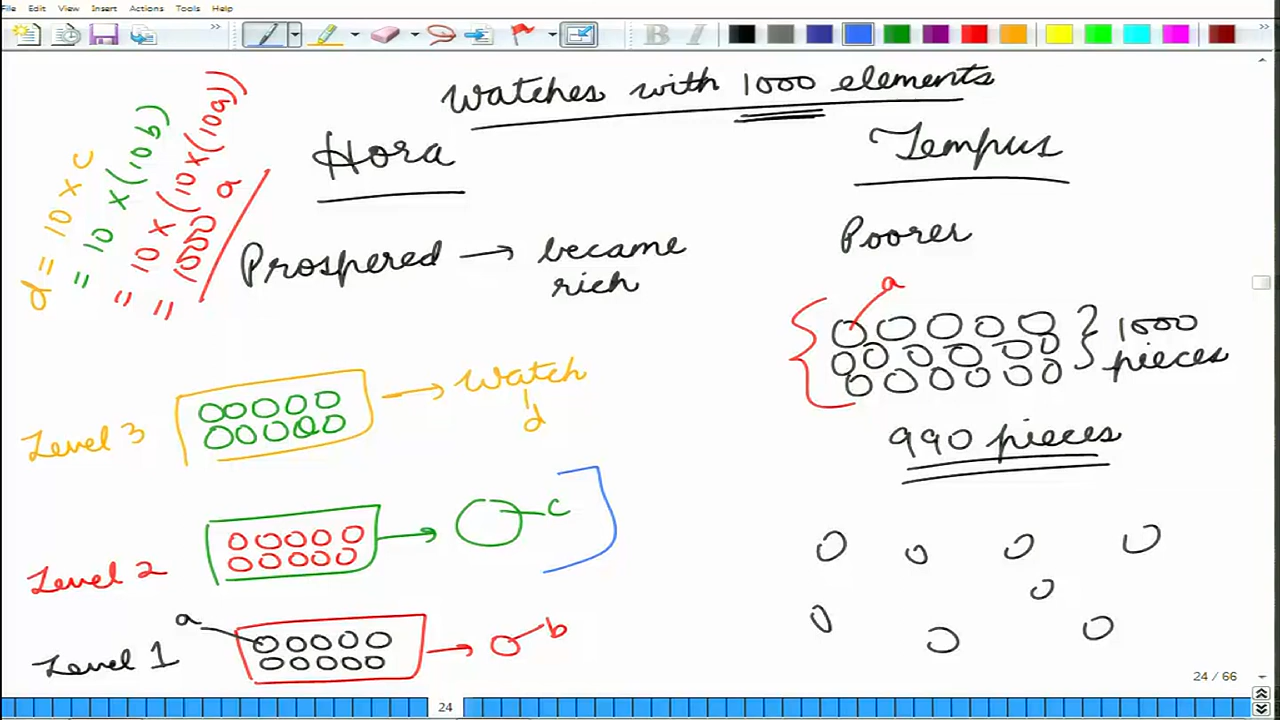 File Edit View Insert Actions Tools Help
B I
Watches with 1000 elements
Hora
Tempus
d = 10 × c
= 10 × (10 b)
= 10 × (10 × (10a))
= 1000 a
Prospered → became
rich
Poorer
a
1000
pieces
990 pieces
Level 3
→ Watch
d
Level 2
c
a
Level 1
b
24 / 66
24